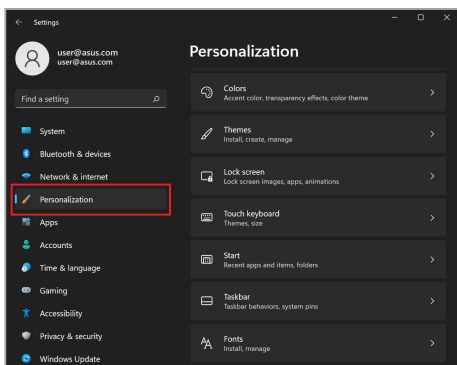 Settings
user@asus.com
user@asus.com
Find a setting
System
Bluetooth & devices
Network & internet
Personalization
Apps
Accounts
Time & language
Gaming
Accessibility
Privacy & security
Windows Update
Personalization
Colors
Accent color, transparency effects, color theme
Themes
Install, create, manage
Lock screen
Lock screen images, apps, animations
Touch keyboard
Themes, size
Start
Recent apps and items, folders
Taskbar
Taskbar behaviors, system pins
Fonts
Install, manage